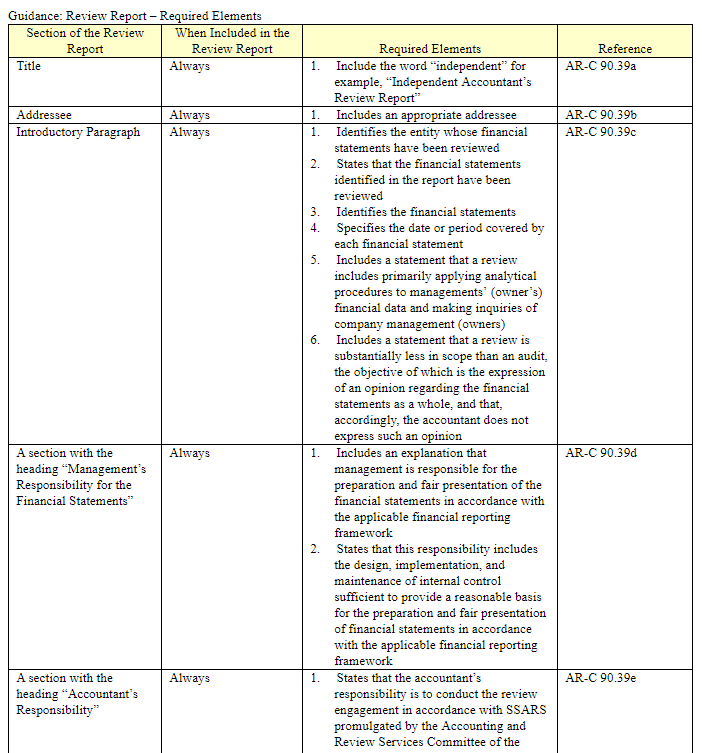 Guidance: Review Report – Required Elements
Section of the Review Report
When Included in the Review Report
Required Elements
Reference
Title
Always
1. Include the word “independent” for
example, “Independent Accountant’s
Review Report”
AR-C 90.39a
Addressee
Always
1. Includes an appropriate addressee
AR-C 90.39b
Introductory Paragraph
Always
1. Identifies the entity whose financial
statements have been reviewed
2. States that the financial statements
identified in the report have been
reviewed
3. Identifies the financial statements
4. Specifies the date or period covered by
each financial statement
5. Includes a statement that a review
includes primarily applying analytical
procedures to managements’ (owner’s)
financial data and making inquiries of
company management (owners)
6. Includes a statement that a review is
substantially less in scope than an audit,
the objective of which is the expression
of an opinion regarding the financial
statements as a whole, and that,
accordingly, the accountant does not
express such an opinion
AR-C 90.39c
A section with the
heading “Management’s
Responsibility for the
Financial Statements”
Always
1. Includes an explanation that
management is responsible for the
preparation and fair presentation of the
financial statements in accordance with
the applicable financial reporting
framework
2. States that this responsibility includes
the design, implementation, and
maintenance of internal control
sufficient to provide a reasonable basis
for the preparation and fair presentation
of financial statements in accordance
with the applicable financial reporting
framework
AR-C 90.39d
A section with the
heading “Accountant’s
Responsibility”
Always
1. States that the accountant’s
responsibility is to conduct the review
engagement in accordance with SSARS
promulgated by the Accounting and
Review Services Committee of the
AR-C 90.39e